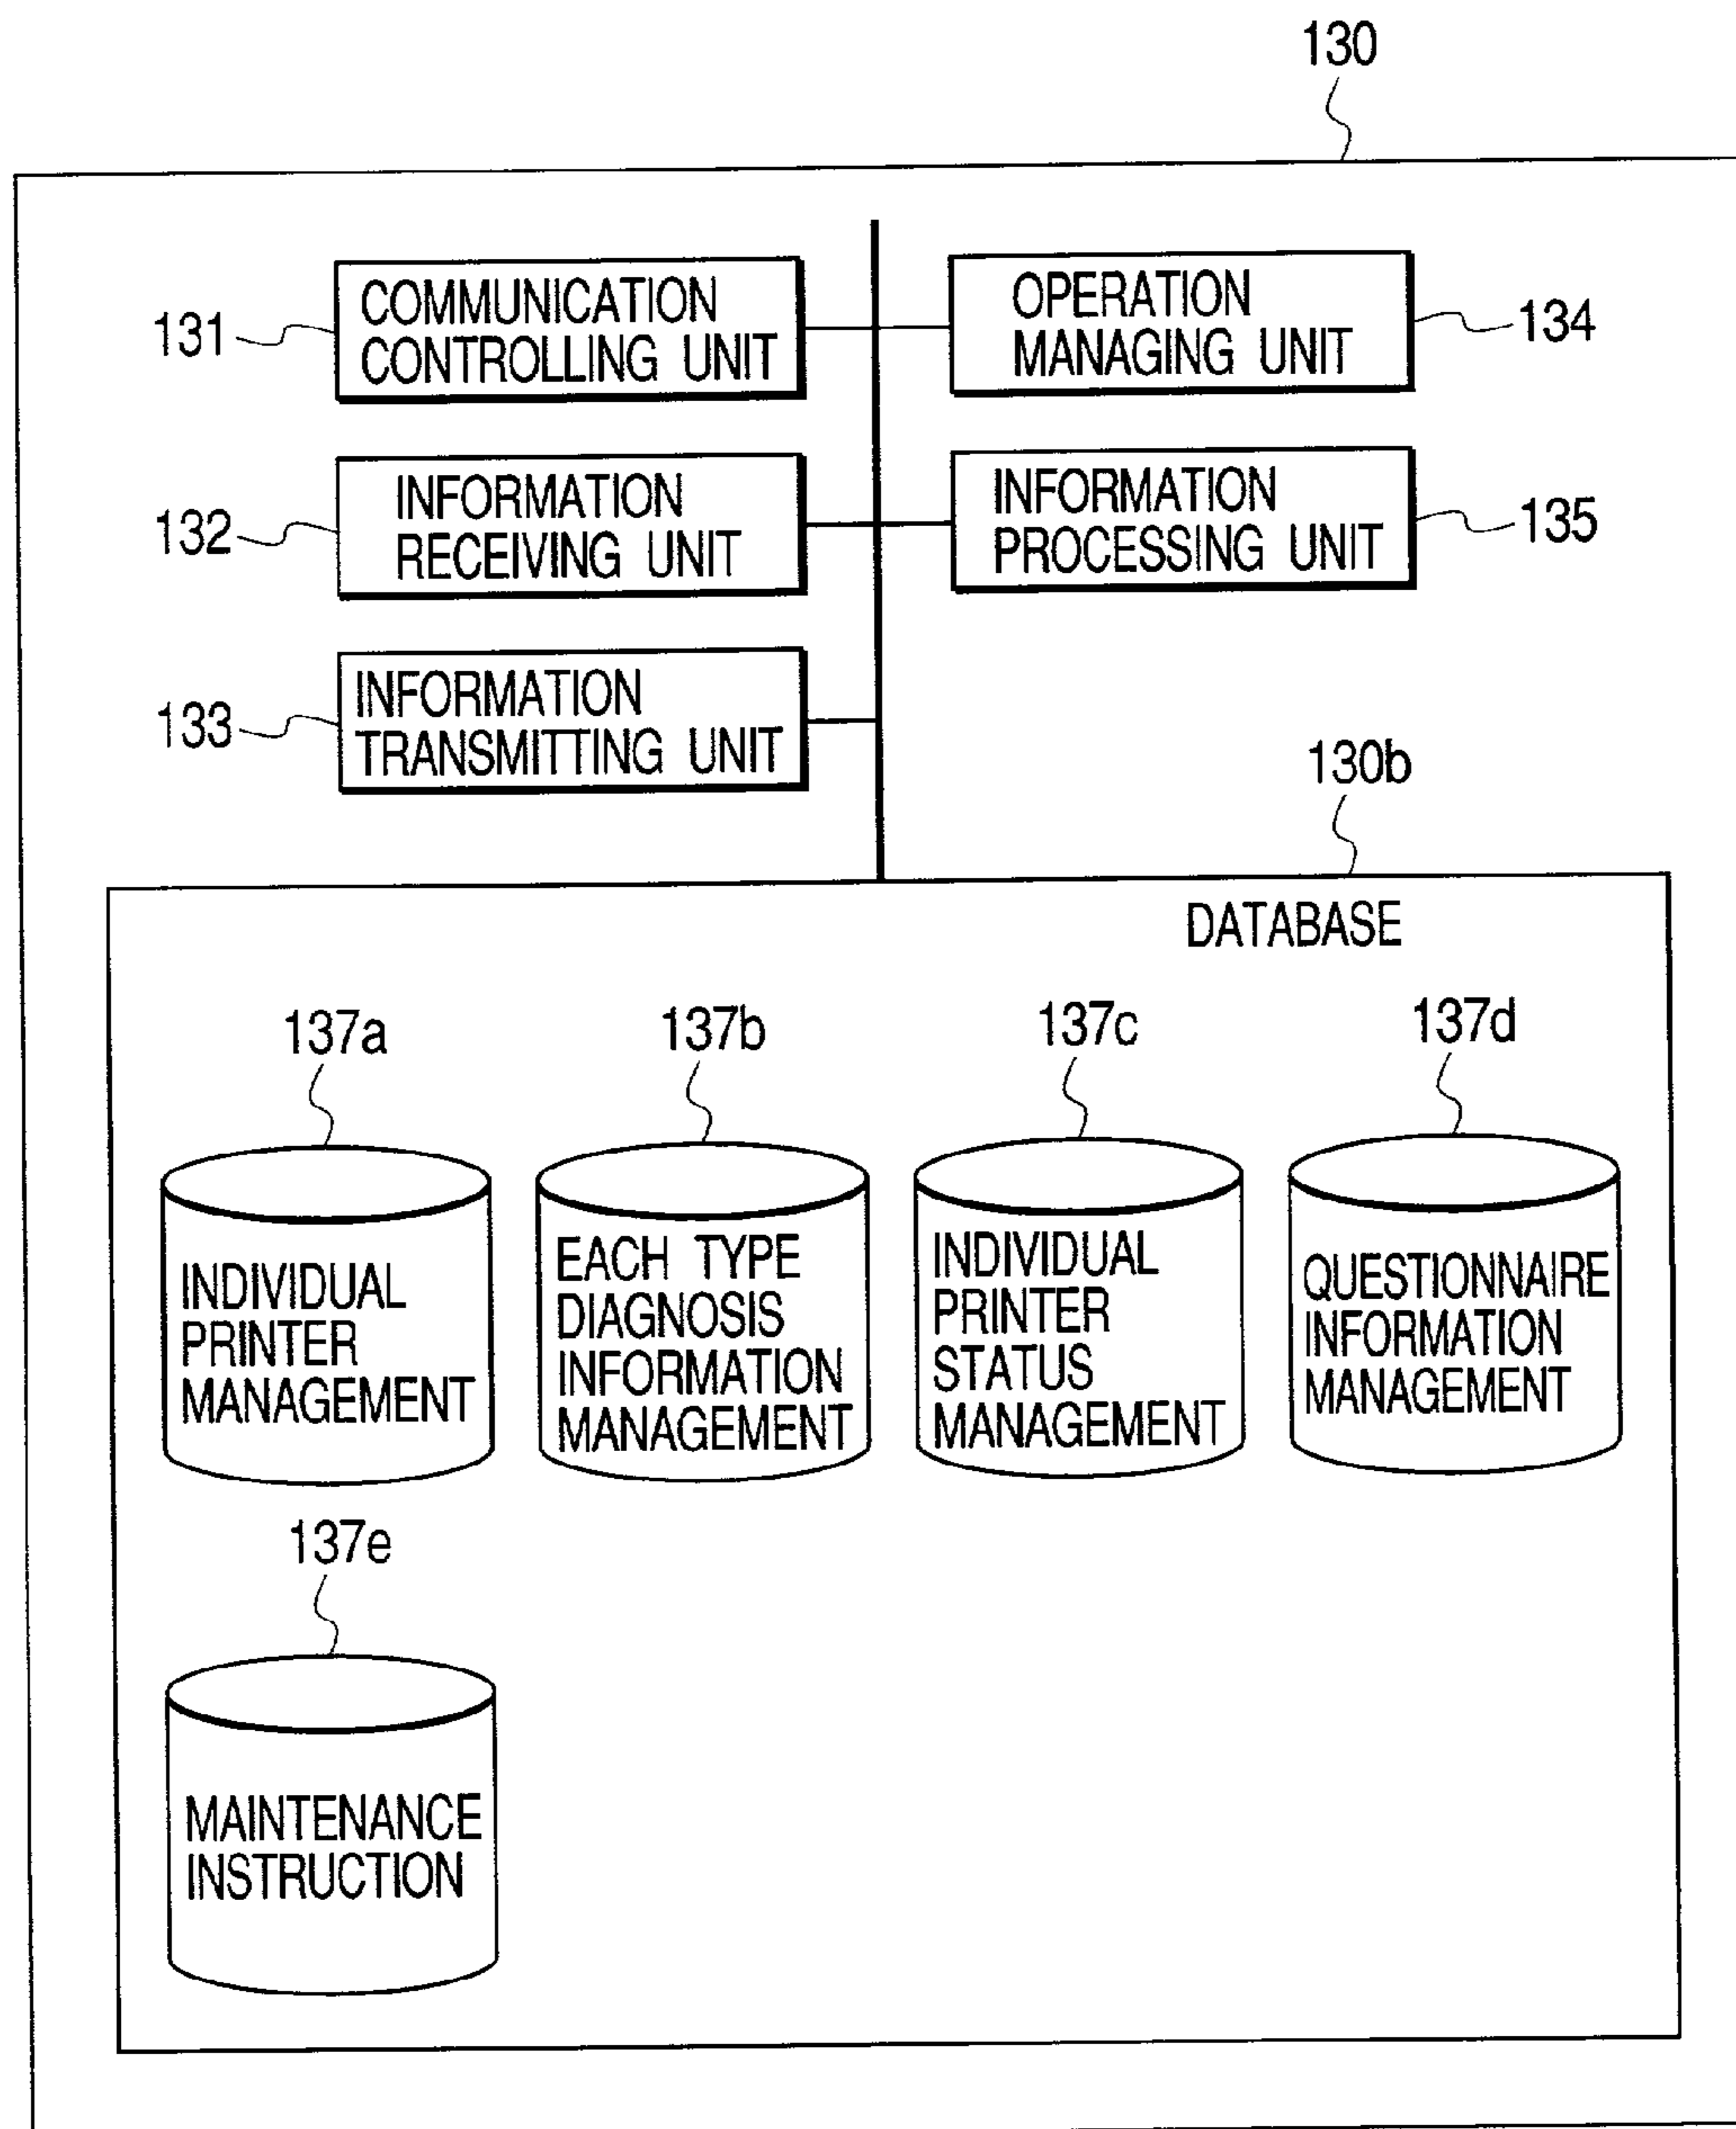 130
131
COMMUNICATION
CONTROLLING UNIT
OPERATION
MANAGING UNIT
134
132
INFORMATION
RECEIVING UNIT
INFORMATION
PROCESSING UNIT
135
133
INFORMATION
TRANSMITTING UNIT
130b
DATABASE
137a
137b
137c
137d
INDIVIDUAL
PRINTER
MANAGEMENT
EACH TYPE
DIAGNOSIS
INFORMATION
MANAGEMENT
INDIVIDUAL
PRINTER
STATUS
MANAGEMENT
QUESTIONNAIRE
INFORMATION
MANAGEMENT
137e
MAINTENANCE
INSTRUCTION